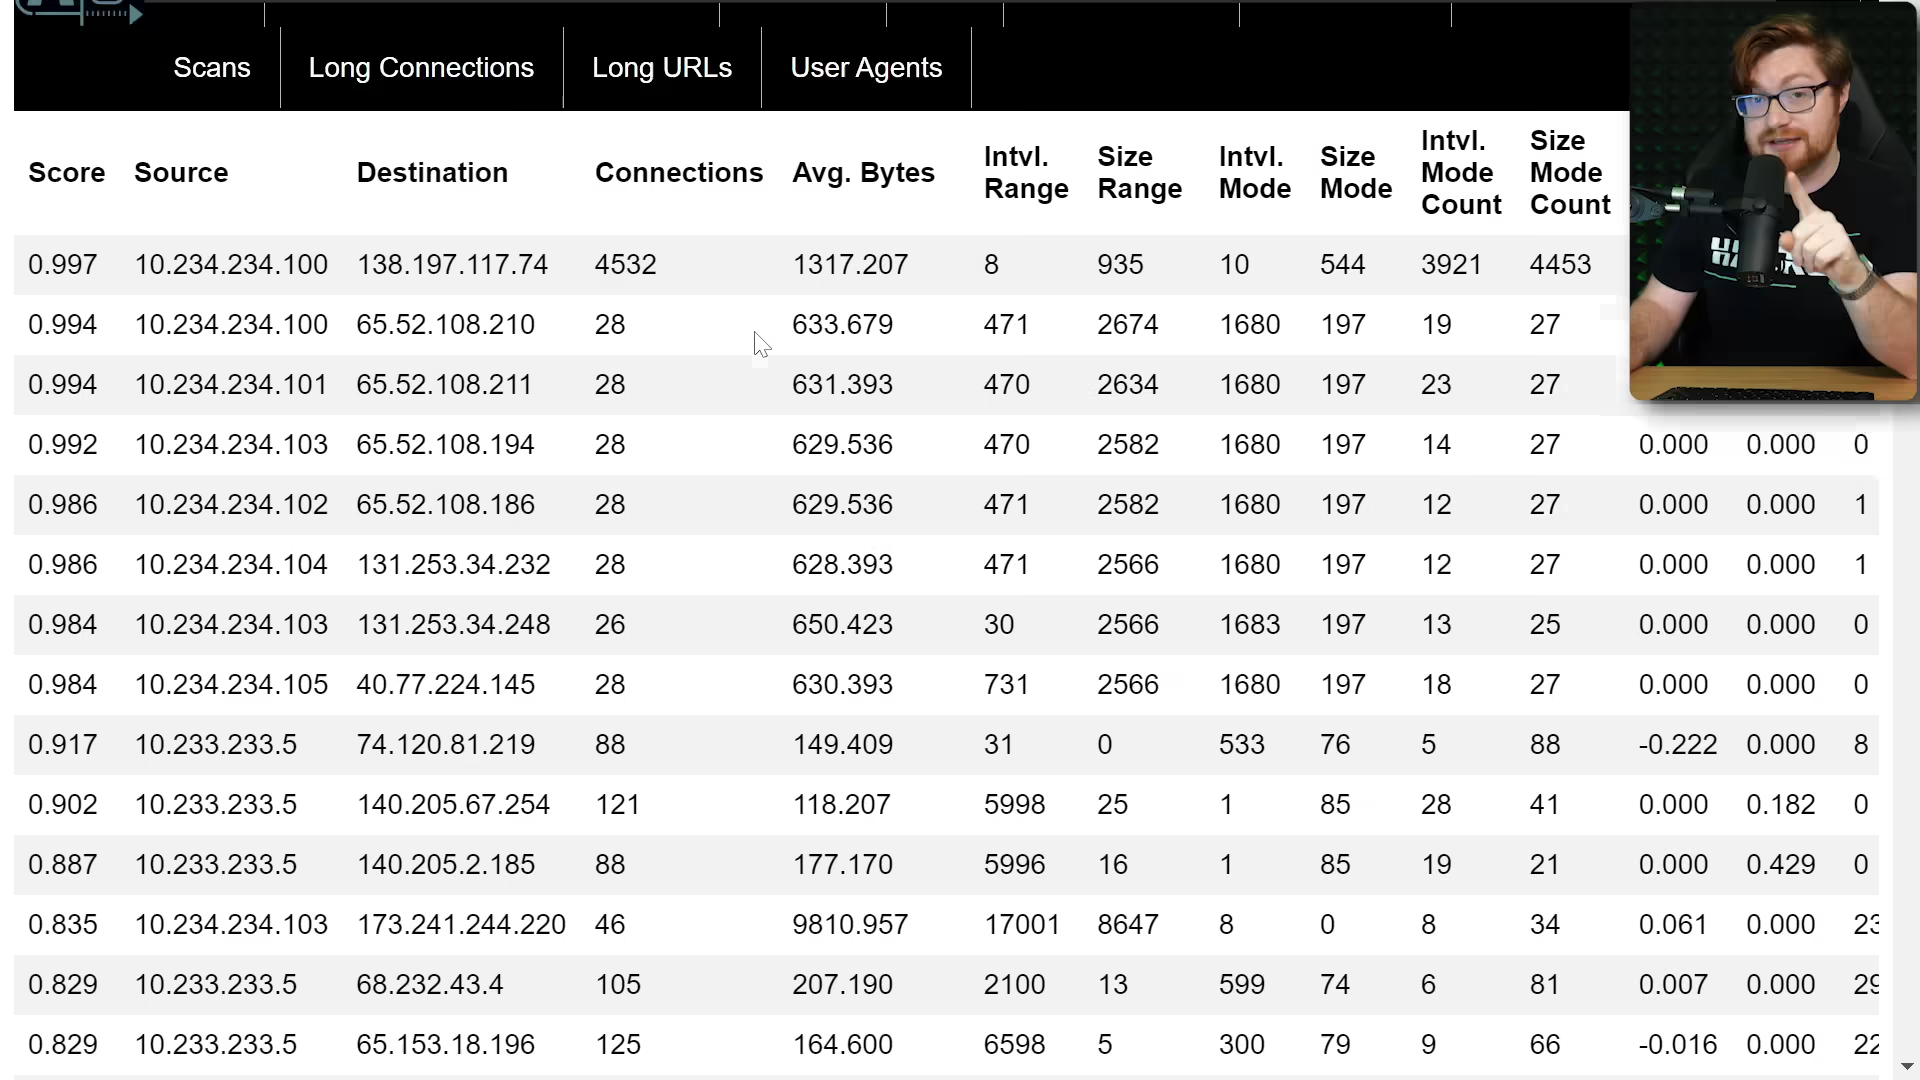 Scans Long Connections Long URLs User Agents
Score Source Destination Connections Avg. Bytes Intvl. Range Size Range Intvl. Mode Size Mode Intvl. Mode Count Size Mode Count
0.997 10.234.234.100 138.197.117.74 4532 1317.207 8 935 10 544 3921 4453
0.994 10.234.234.100 65.52.108.210 28 633.679 471 2674 1680 197 19 27
0.994 10.234.234.101 65.52.108.211 28 631.393 470 2634 1680 197 23 27
0.992 10.234.234.103 65.52.108.194 28 629.536 470 2582 1680 197 14 27 0.000 0.000 0
0.986 10.234.234.102 65.52.108.186 28 629.536 471 2582 1680 197 12 27 0.000 0.000 1
0.986 10.234.234.104 131.253.34.232 28 628.393 471 2566 1680 197 12 27 0.000 0.000 1
0.984 10.234.234.103 131.253.34.248 26 650.423 30 2566 1683 197 13 25 0.000 0.000 0
0.984 10.234.234.105 40.77.224.145 28 630.393 731 2566 1680 197 18 27 0.000 0.000 0
0.917 10.233.233.5 74.120.81.219 88 149.409 31 0 533 76 5 88 -0.222 0.000 8
0.902 10.233.233.5 140.205.67.254 121 118.207 5998 25 1 85 28 41 0.000 0.182 0
0.887 10.233.233.5 140.205.2.185 88 177.170 5996 16 1 85 19 21 0.000 0.429 0
0.835 10.234.234.103 173.241.244.220 46 9810.957 17001 8647 8 0 8 34 0.061 0.000 23
0.829 10.233.233.5 68.232.43.4 105 207.190 2100 13 599 74 6 81 0.007 0.000 29
0.829 10.233.233.5 65.153.18.196 125 164.600 6598 5 300 79 9 66 -0.016 0.000 22